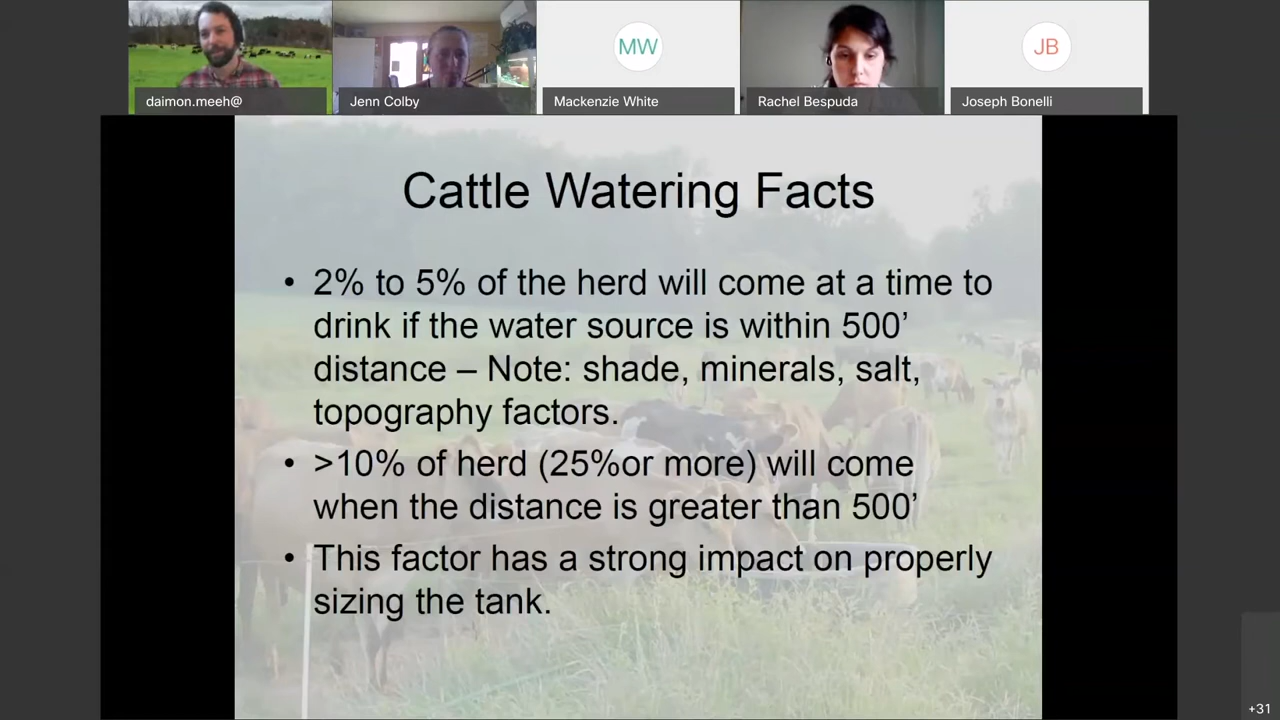 MW
JB
daimon.meeh@
Jenn Colby
Mackenzie White
Rachel Bespuda
Joseph Bonelli
Cattle Watering Facts
• 2% to 5% of the herd will come at a time to
drink if the water source is within 500’
distance – Note: shade, minerals, salt,
topography factors.
• >10% of herd (25%or more) will come
when the distance is greater than 500’
• This factor has a strong impact on properly
sizing the tank.
+31